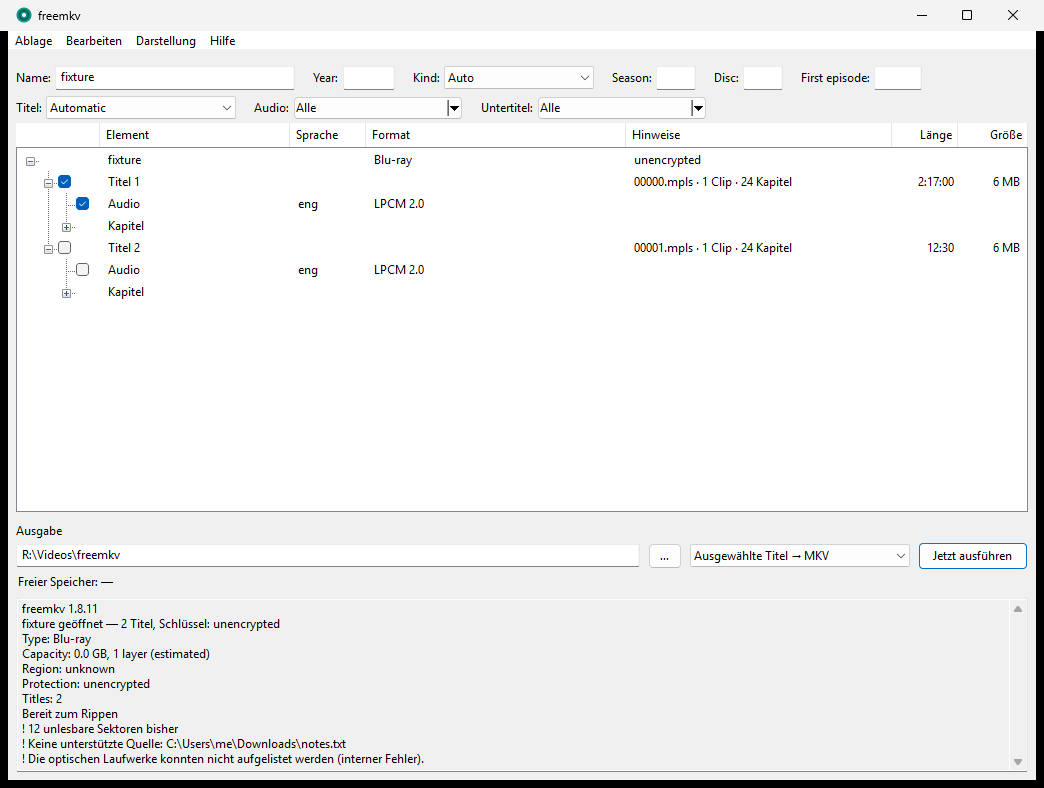 freemkv
Ablage Bearbeiten Darstellung Hilfe
Name: fixture Year: Kind: Auto Season: Disc: First episode:
Titel: Automatic Audio: Alle Untertitel: Alle
Element Sprache Format Hinweise Länge Größe
fixture Blu-ray unencrypted
Titel 1 00000.mpls · 1 Clip · 24 Kapitel 2:17:00 6 MB
Audio eng LPCM 2.0
Kapitel
Titel 2 00001.mpls · 1 Clip · 24 Kapitel 12:30 6 MB
Audio eng LPCM 2.0
Kapitel
Ausgabe
R:\Videos\freemkv ... Ausgewählte Titel → MKV Jetzt ausführen
Freier Speicher: —
freemkv 1.8.11
fixture geöffnet — 2 Titel, Schlüssel: unencrypted
Type: Blu-ray
Capacity: 0.0 GB, 1 layer (estimated)
Region: unknown
Protection: unencrypted
Titles: 2
Bereit zum Rippen
! 12 unlesbare Sektoren bisher
! Keine unterstützte Quelle: C:\Users\me\Downloads\notes.txt
! Die optischen Laufwerke konnten nicht aufgelistet werden (interner Fehler).